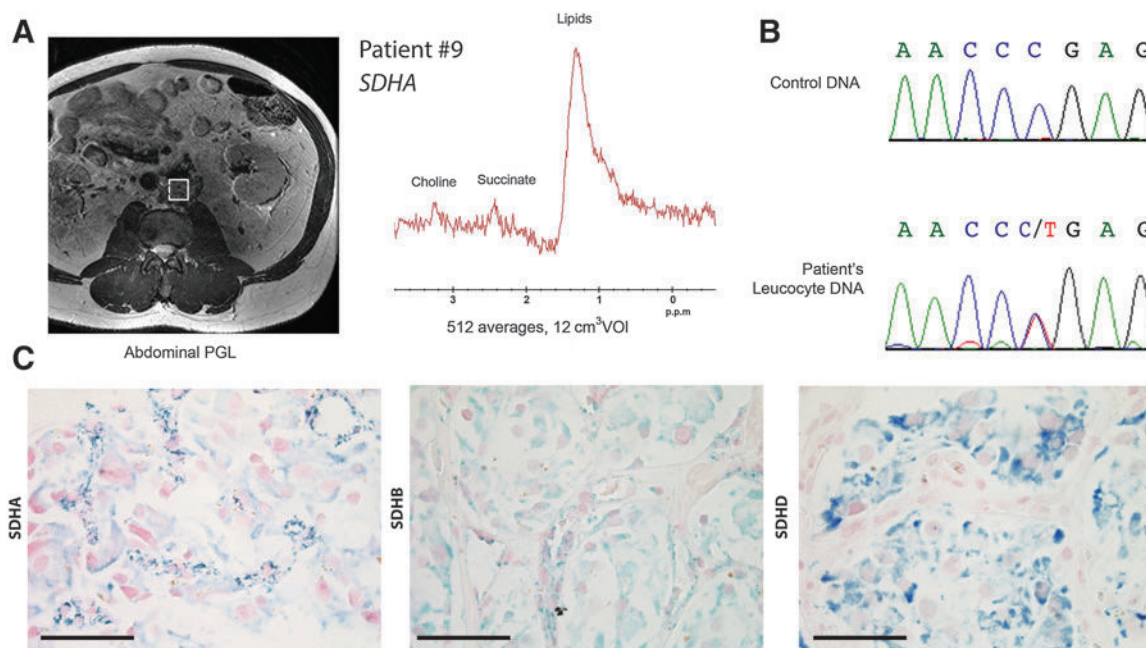 A
Patient #9
SDHA
Lipids
Choline
Succinate
3 2 1 0
p.p.m
512 averages, 12 cm³VOI
Abdominal PGL
B
Control DNA
A A C C C G A G
Patient's
Leucocyte DNA
A A C C C/T G A G
C
SDHA
SDHB
SDHD